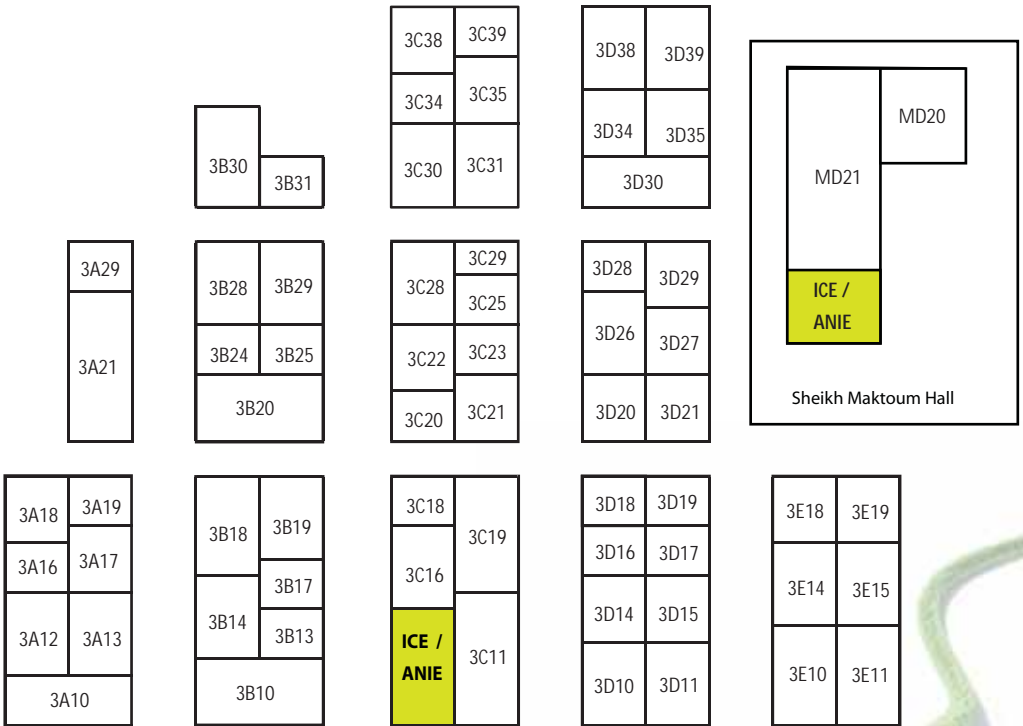 3C38
3C39
3C34
3C35
3C30
3C31
3D38
3D39
3D34
3D35
3D30
3B30
3B31
MD20
MD21
ICE /
ANIE
Sheikh Maktoum Hall
3A29
3A21
3B28
3B29
3B24
3B25
3B20
3C28
3C29
3C25
3C22
3C23
3C20
3C21
3D28
3D29
3D26
3D27
3D20
3D21
3A18
3A19
3A16
3A17
3A12
3A13
3A10
3B18
3B19
3B17
3B14
3B13
3B10
3C18
3C19
3C16
ICE /
ANIE
3C11
3D18
3D19
3D16
3D17
3D14
3D15
3D10
3D11
3E18
3E19
3E14
3E15
3E10
3E11